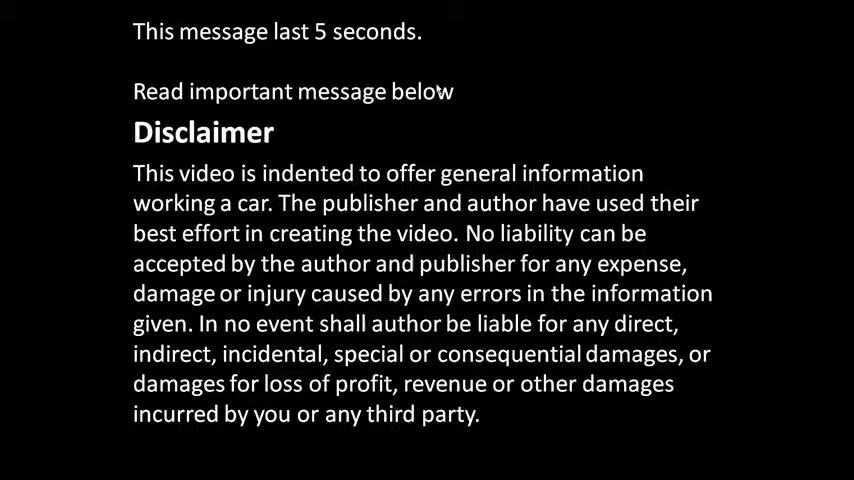 This message last 5 seconds.
Read important message below
Disclaimer
This video is indented to offer general information
working a car. The publisher and author have used their
best effort in creating the video. No liability can be
accepted by the author and publisher for any expense,
damage or injury caused by any errors in the information
given. In no event shall author be liable for any direct,
indirect, incidental, special or consequential damages, or
damages for loss of profit, revenue or other damages
incurred by you or any third party.